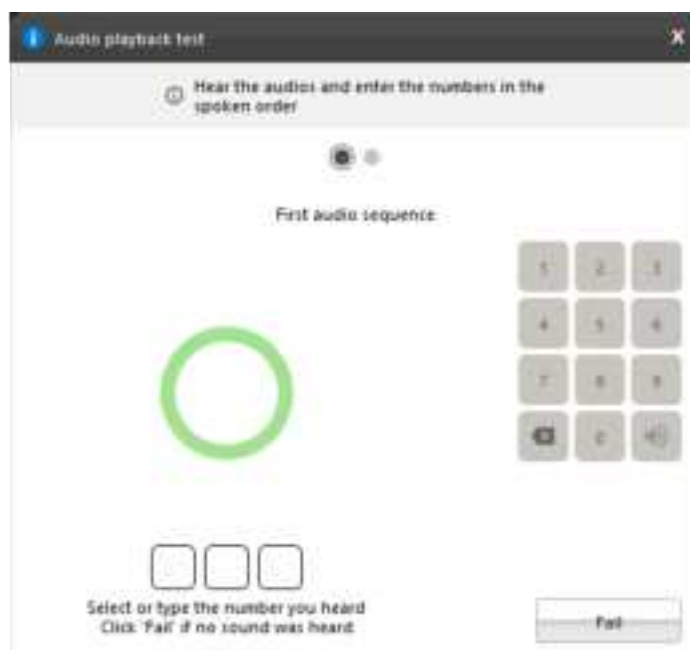 Audio playback test
Hear the audios and enter the numbers in the
spoken order
First audio sequence
1 2 3
4 5 6
7 8 9
C
Select or type the number you heard
Click 'Fail' if no sound was heard
Fail